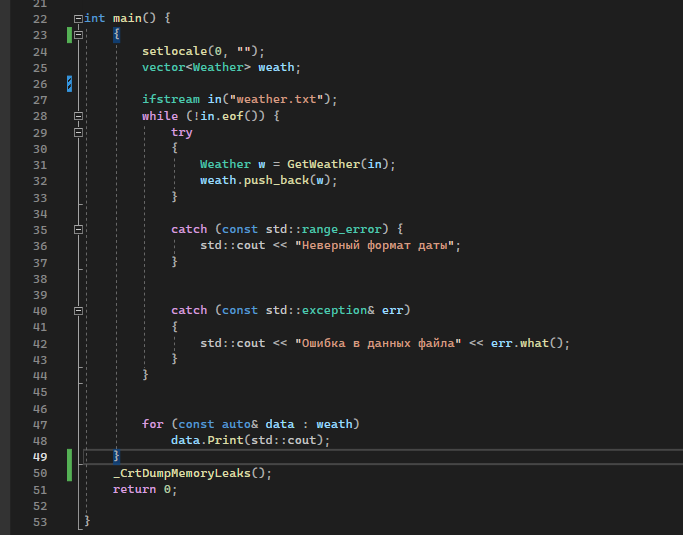 21
22 int main() {
23 {
24 setlocale(0, "");
25 vector<Weather> weath;
26
27 ifstream in("weather.txt");
28 while (!in.eof()) {
29 try
30 {
31 Weather w = GetWeather(in);
32 weath.push_back(w);
33 }
34
35 catch (const std::range_error) {
36 std::cout << "Неверный формат даты";
37 }
38
39
40 catch (const std::exception& err)
41 {
42 std::cout << "Ошибка в данных файла" << err.what();
43 }
44 }
45
46
47 for (const auto& data : weath)
48 data.Print(std::cout);
49 }
50 _CrtDumpMemoryLeaks();
51 return 0;
52
53 }